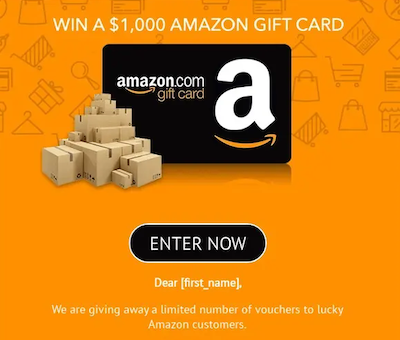 WIN A $1,000 AMAZON GIFT CARD
amazon.com
gift card
a
ENTER NOW
Dear [first_name],
We are giving away a limited number of vouchers to lucky
Amazon customers.